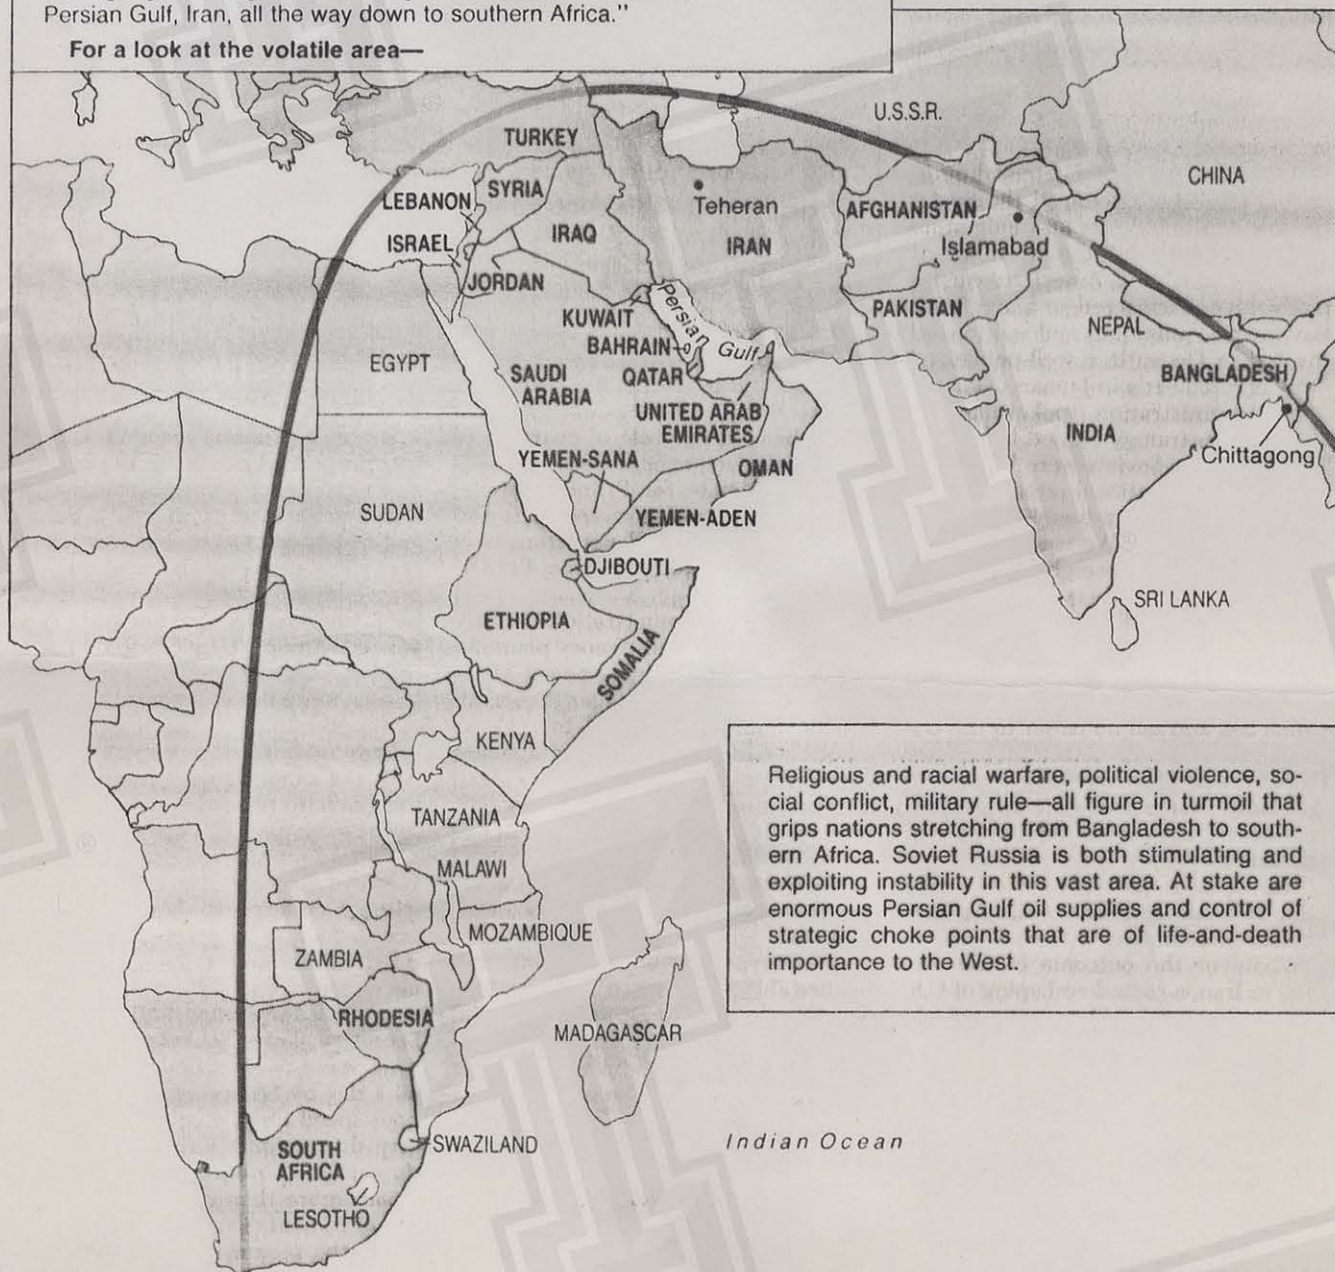 Persian Gulf, Iran, all the way down to southern Africa."
For a look at the volatile area—
U.S.S.R.
TURKEY
CHINA
LEBANON
SYRIA
Teheran
AFGHANISTAN
ISRAEL
IRAQ
IRAN
Islamabad
JORDAN
PAKISTAN
KUWAIT
Persian Gulf
NEPAL
BAHRAIN
EGYPT
SAUDI
ARABIA
QATAR
BANGLADESH
UNITED ARAB
EMIRATES
INDIA
YEMEN-SANA
OMAN
Chittagong
SUDAN
YEMEN-ADEN
DJIBOUTI
SRI LANKA
ETHIOPIA
SOMALIA
KENYA
TANZANIA
MALAWI
MOZAMBIQUE
ZAMBIA
RHODESIA
MADAGASCAR
SWAZILAND
SOUTH
AFRICA
LESOTHO
Indian Ocean
Religious and racial warfare, political violence, so-
cial conflict, military rule—all figure in turmoil that
grips nations stretching from Bangladesh to south-
ern Africa. Soviet Russia is both stimulating and
exploiting instability in this vast area. At stake are
enormous Persian Gulf oil supplies and control of
strategic choke points that are of life-and-death
importance to the West.